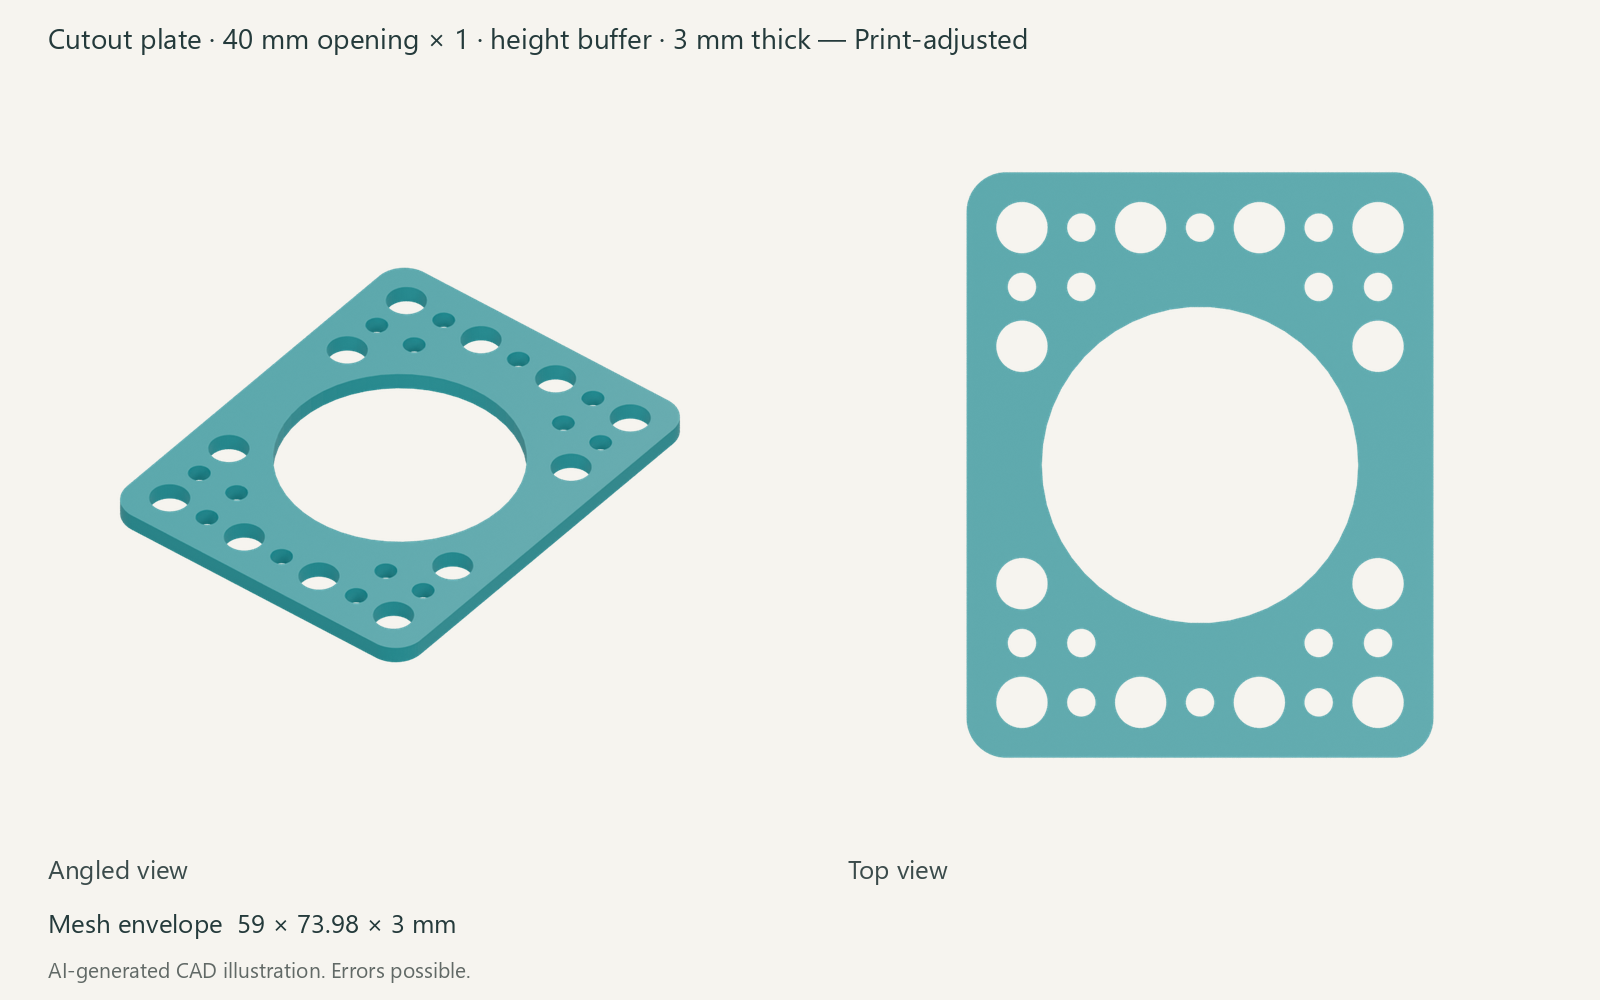 Cutout plate · 40 mm opening × 1 · height buffer · 3 mm thick — Print-adjusted
Angled view
Top view
Mesh envelope 59 × 73.98 × 3 mm
AI-generated CAD illustration. Errors possible.